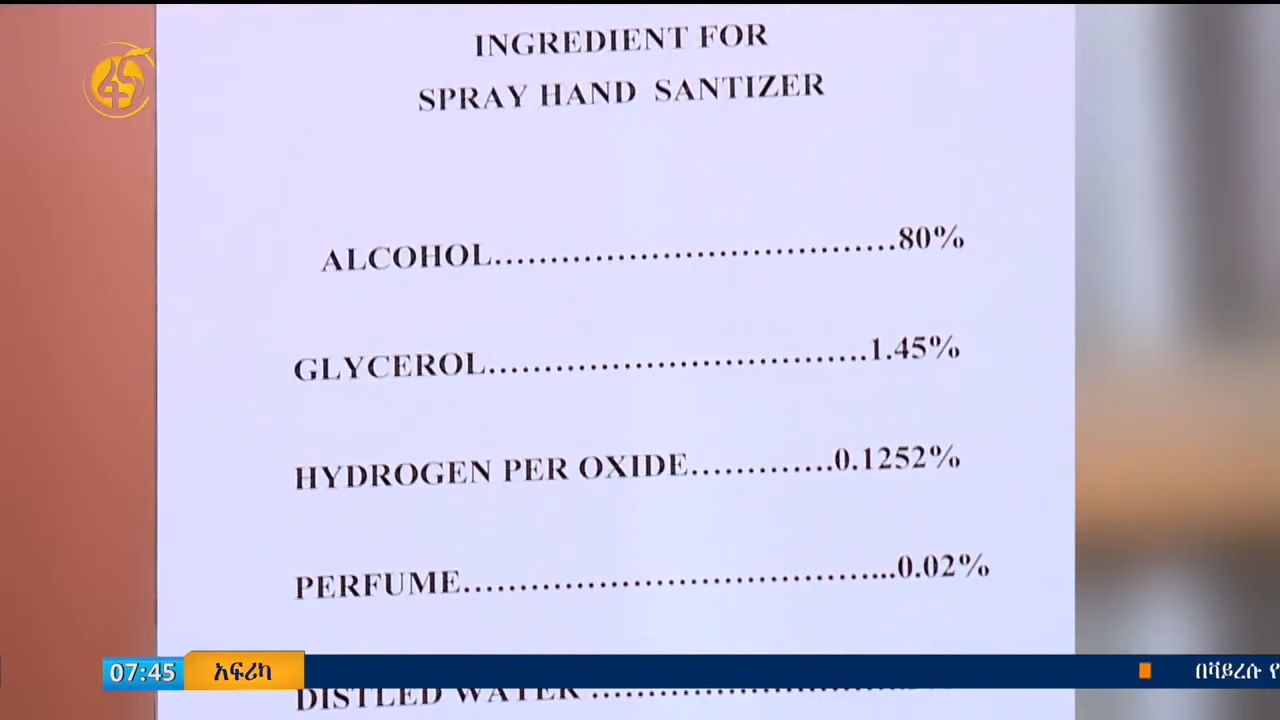 INGREDIENT FOR
SPRAY HAND SANTIZER
ALCOHOL.......................................80%
GLYCEROL.....................................1.45%
HYDROGEN PER OXIDE..............0.1252%
PERFUME..........................................0.02%
07:45 አፍሪካ
በቫይረሱ የ
DISTLED WATER ..............................